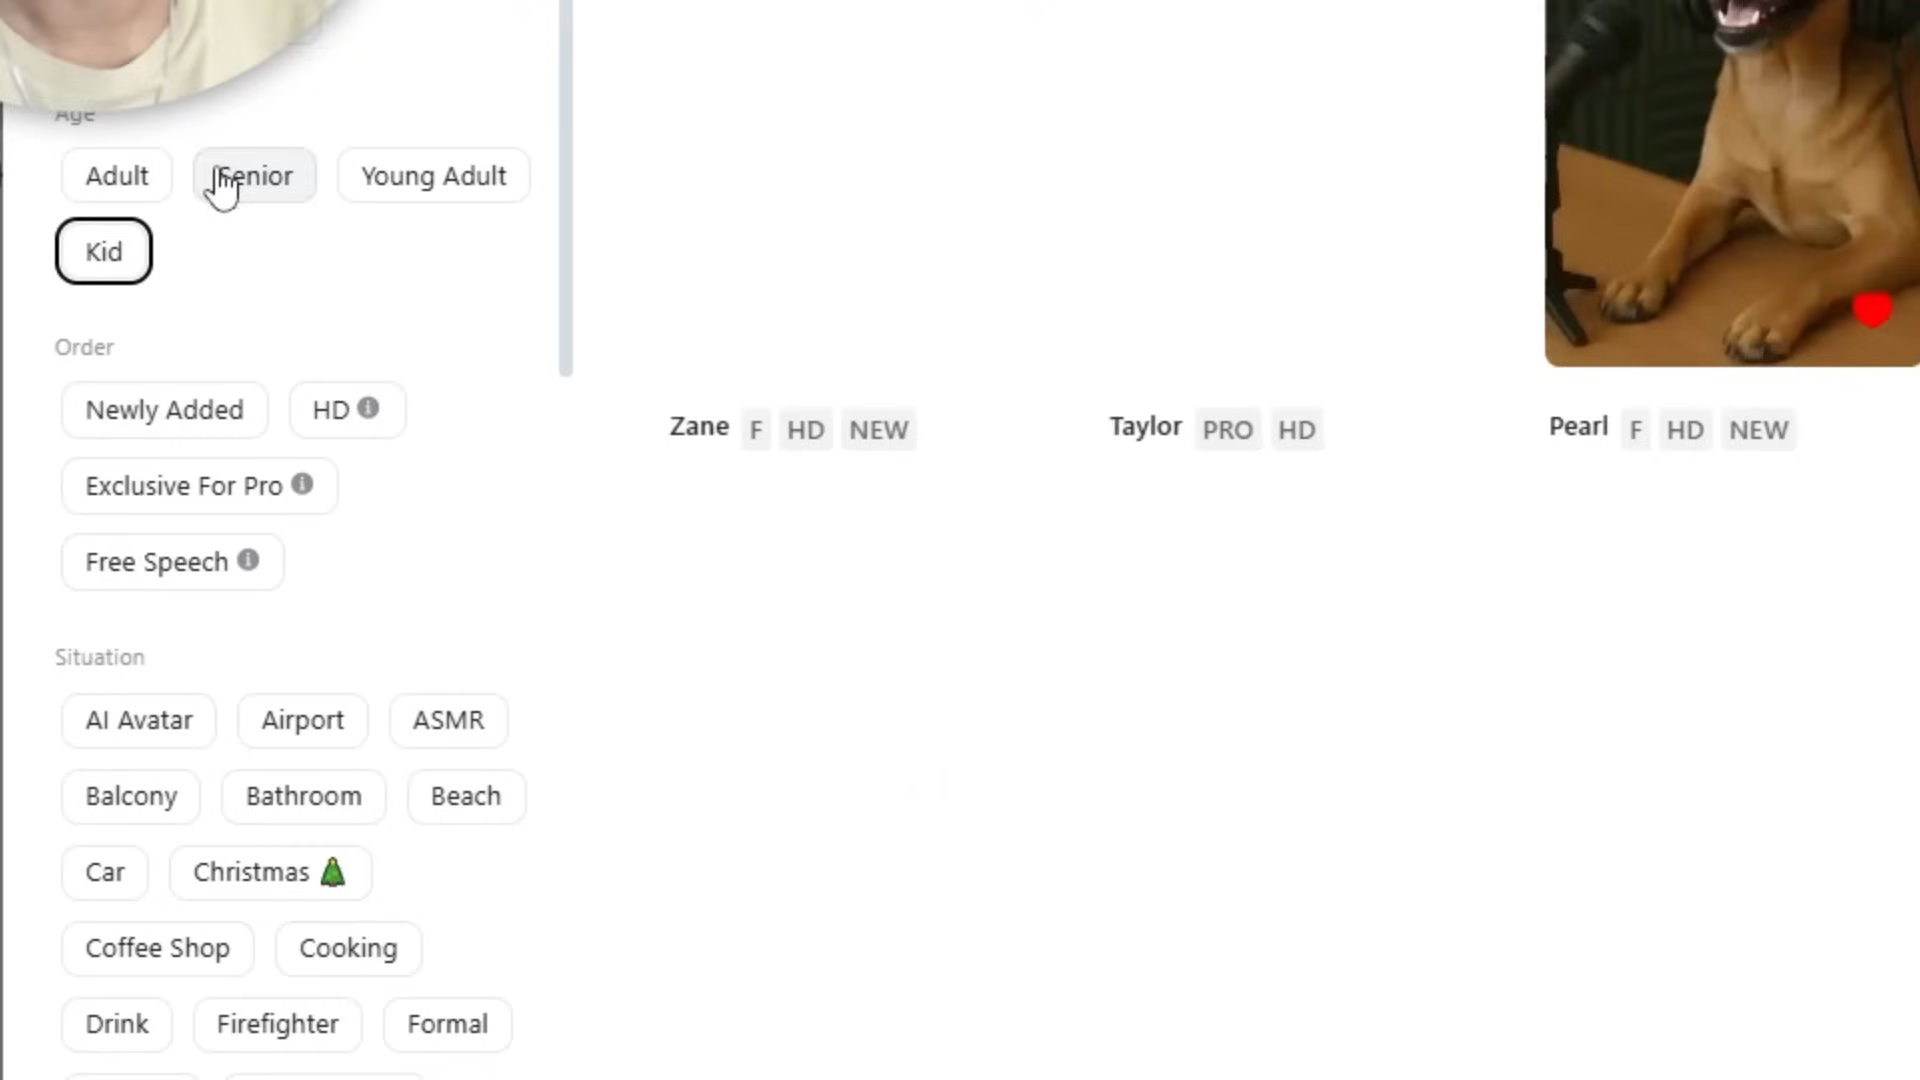 Age
Adult Senior Young Adult
Kid
Order
Newly Added HD
Exclusive For Pro
Free Speech
Situation
AI Avatar Airport ASMR
Balcony Bathroom Beach
Car Christmas 🎄
Coffee Shop Cooking
Drink Firefighter Formal
Zane F HD NEW
Taylor PRO HD
Pearl F HD NEW